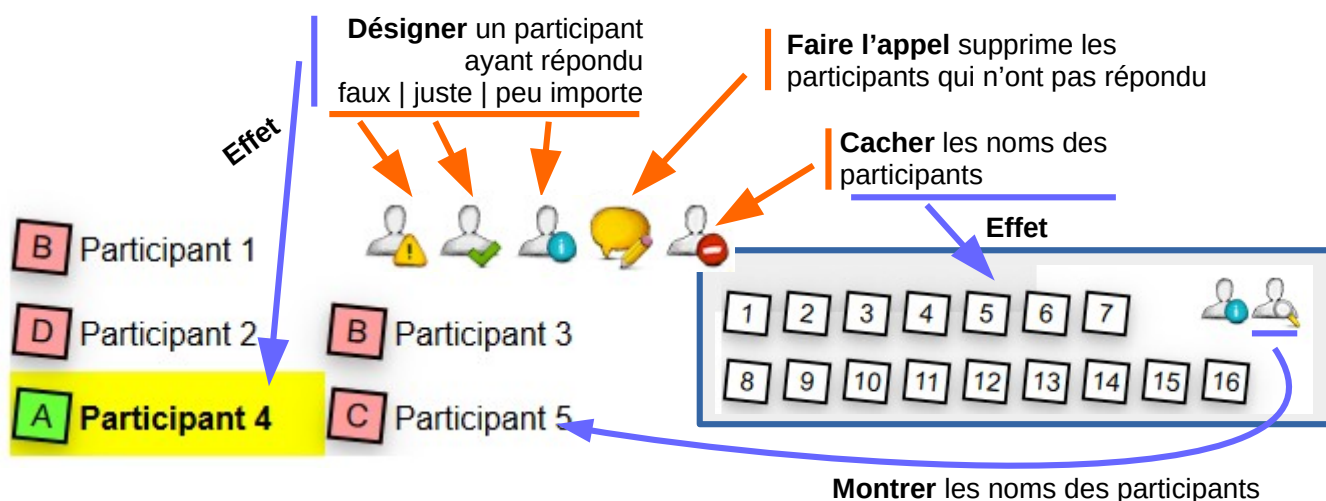 Désigner un participant
ayant répondu
faux | juste | peu importe
Faire l’appel supprime les
participants qui n’ont pas répondu
Cacher les noms des
participants
Effet
Effet
B Participant 1
D Participant 2
B Participant 3
A Participant 4
C Participant 5
1 2 3 4 5 6 7
8 9 10 11 12 13 14 15 16
Montrer les noms des participants